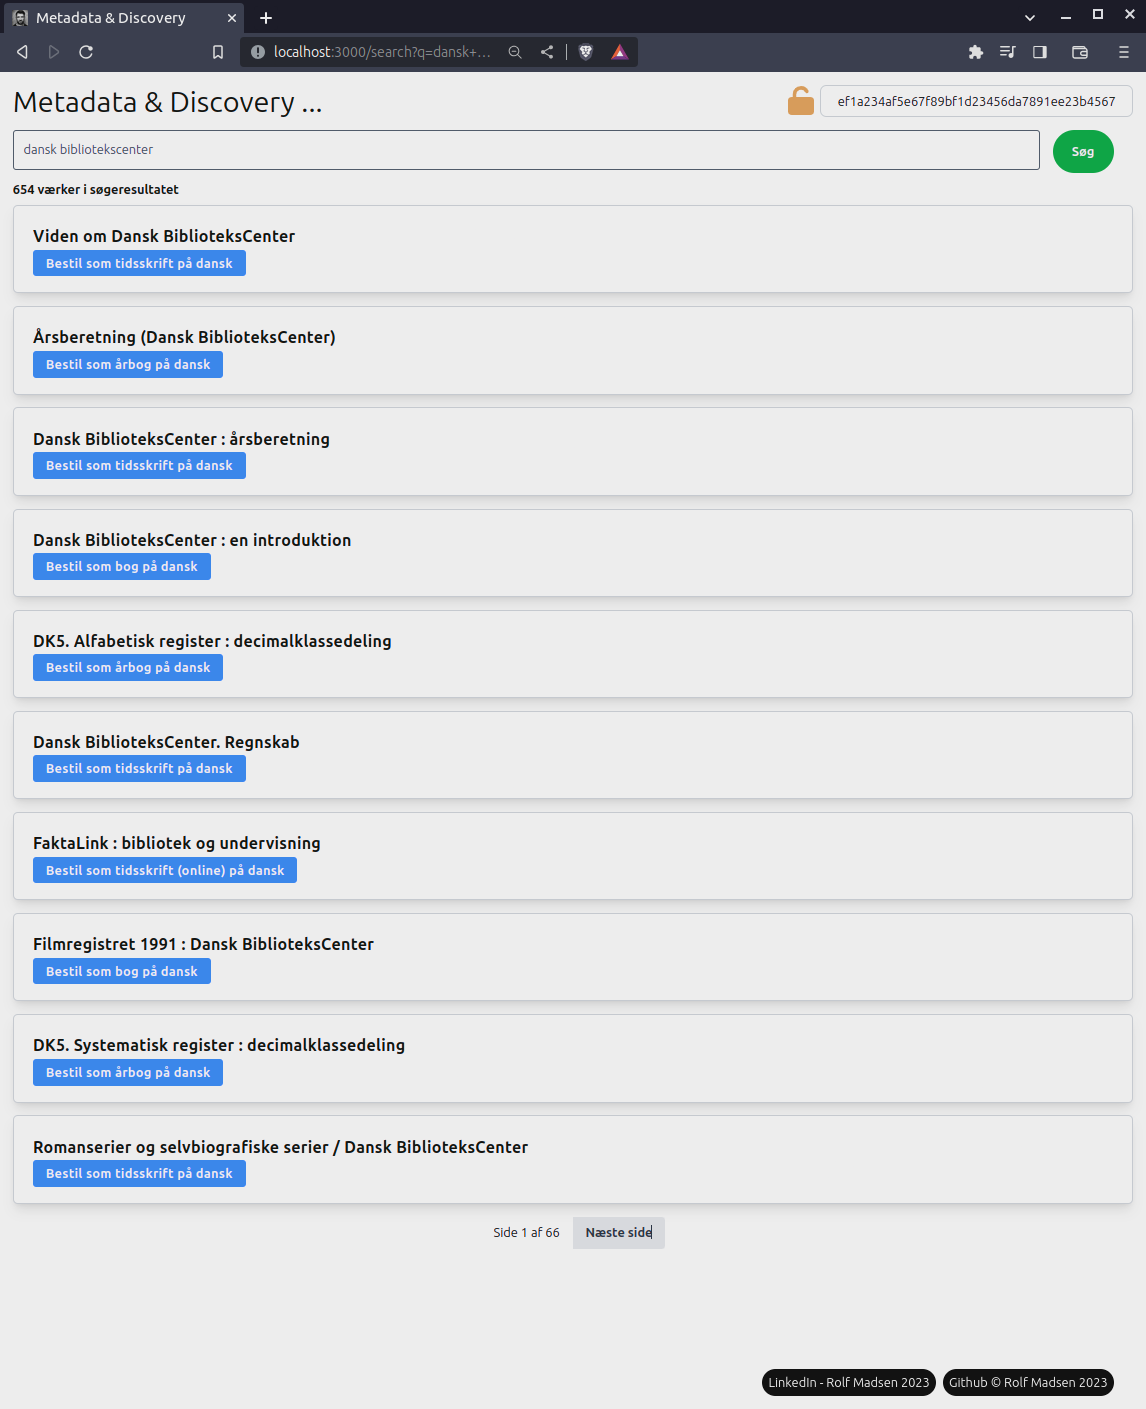 Metadata & Discovery
localhost:3000/search?q=dansk+...
Metadata & Discovery ...
ef1a234af5e67f89bf1d23456da7891ee23b4567
dansk bibliotekscenter
Søg
654 værker i søgeresultatet
Viden om Dansk BiblioteksCenter
Bestil som tidsskrift på dansk
Årsberetning (Dansk BiblioteksCenter)
Bestil som årbog på dansk
Dansk BiblioteksCenter : årsberetning
Bestil som tidsskrift på dansk
Dansk BiblioteksCenter : en introduktion
Bestil som bog på dansk
DK5. Alfabetisk register : decimalklassedeling
Bestil som årbog på dansk
Dansk BiblioteksCenter. Regnskab
Bestil som tidsskrift på dansk
FaktaLink : bibliotek og undervisning
Bestil som tidsskrift (online) på dansk
Filmregistret 1991 : Dansk BiblioteksCenter
Bestil som bog på dansk
DK5. Systematisk register : decimalklassedeling
Bestil som årbog på dansk
Romanserier og selvbiografiske serier / Dansk BiblioteksCenter
Bestil som tidsskrift på dansk
Side 1 af 66 Næste side
LinkedIn - Rolf Madsen 2023 Github © Rolf Madsen 2023